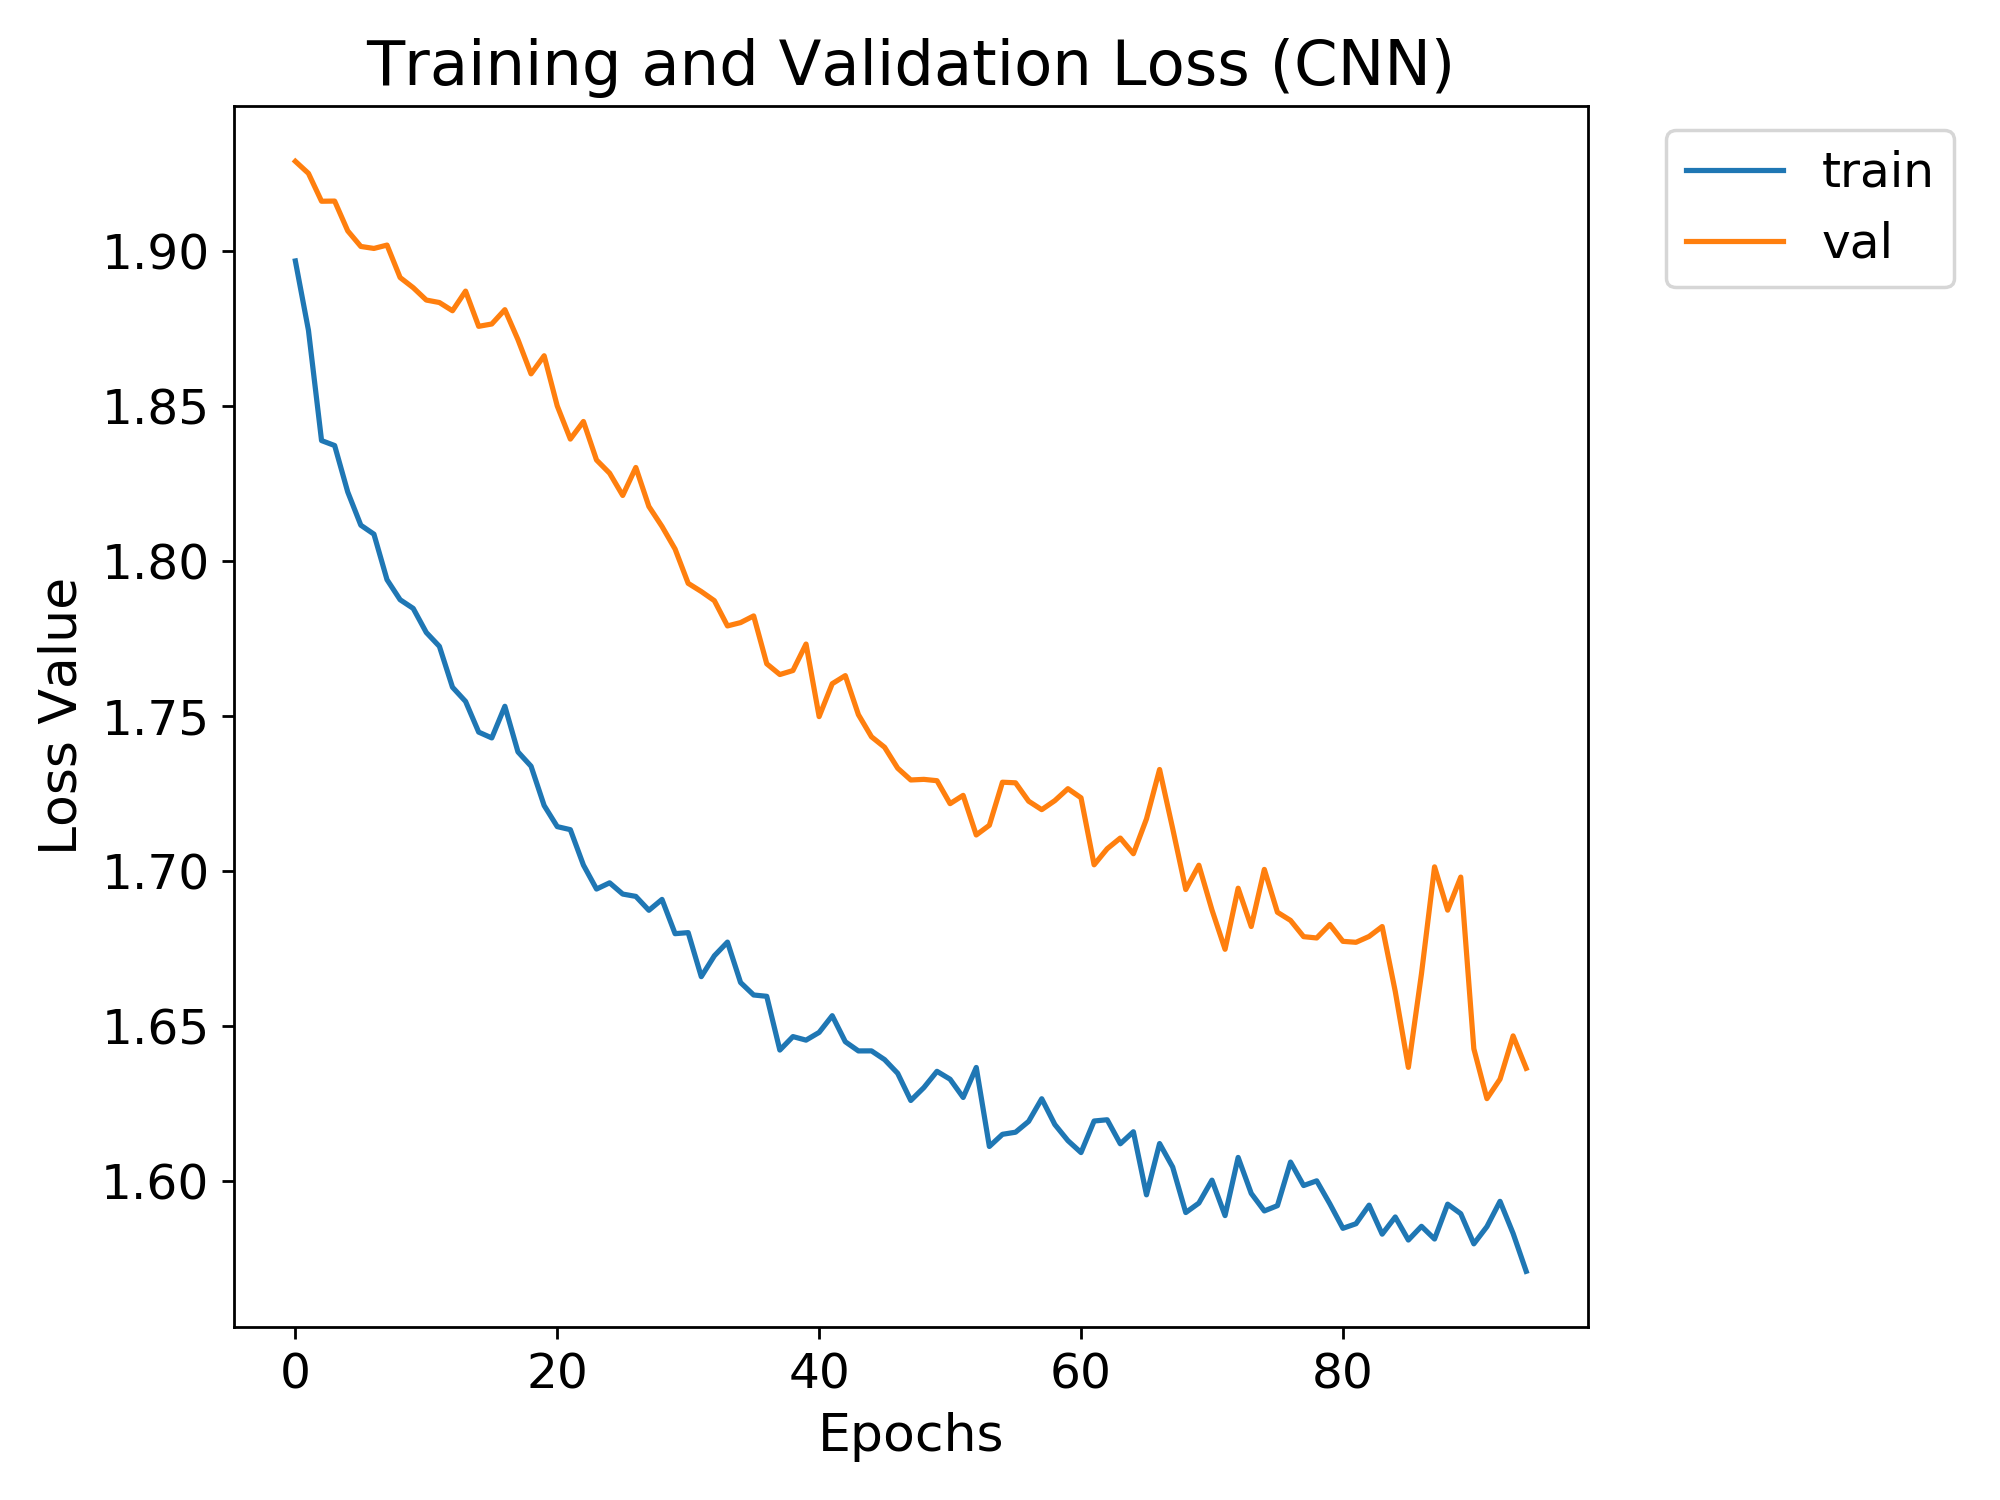 Training and Validation Loss (CNN)
train
val
Loss Value
1.90
1.85
1.80
1.75
1.70
1.65
1.60
0 20 40 60 80
Epochs